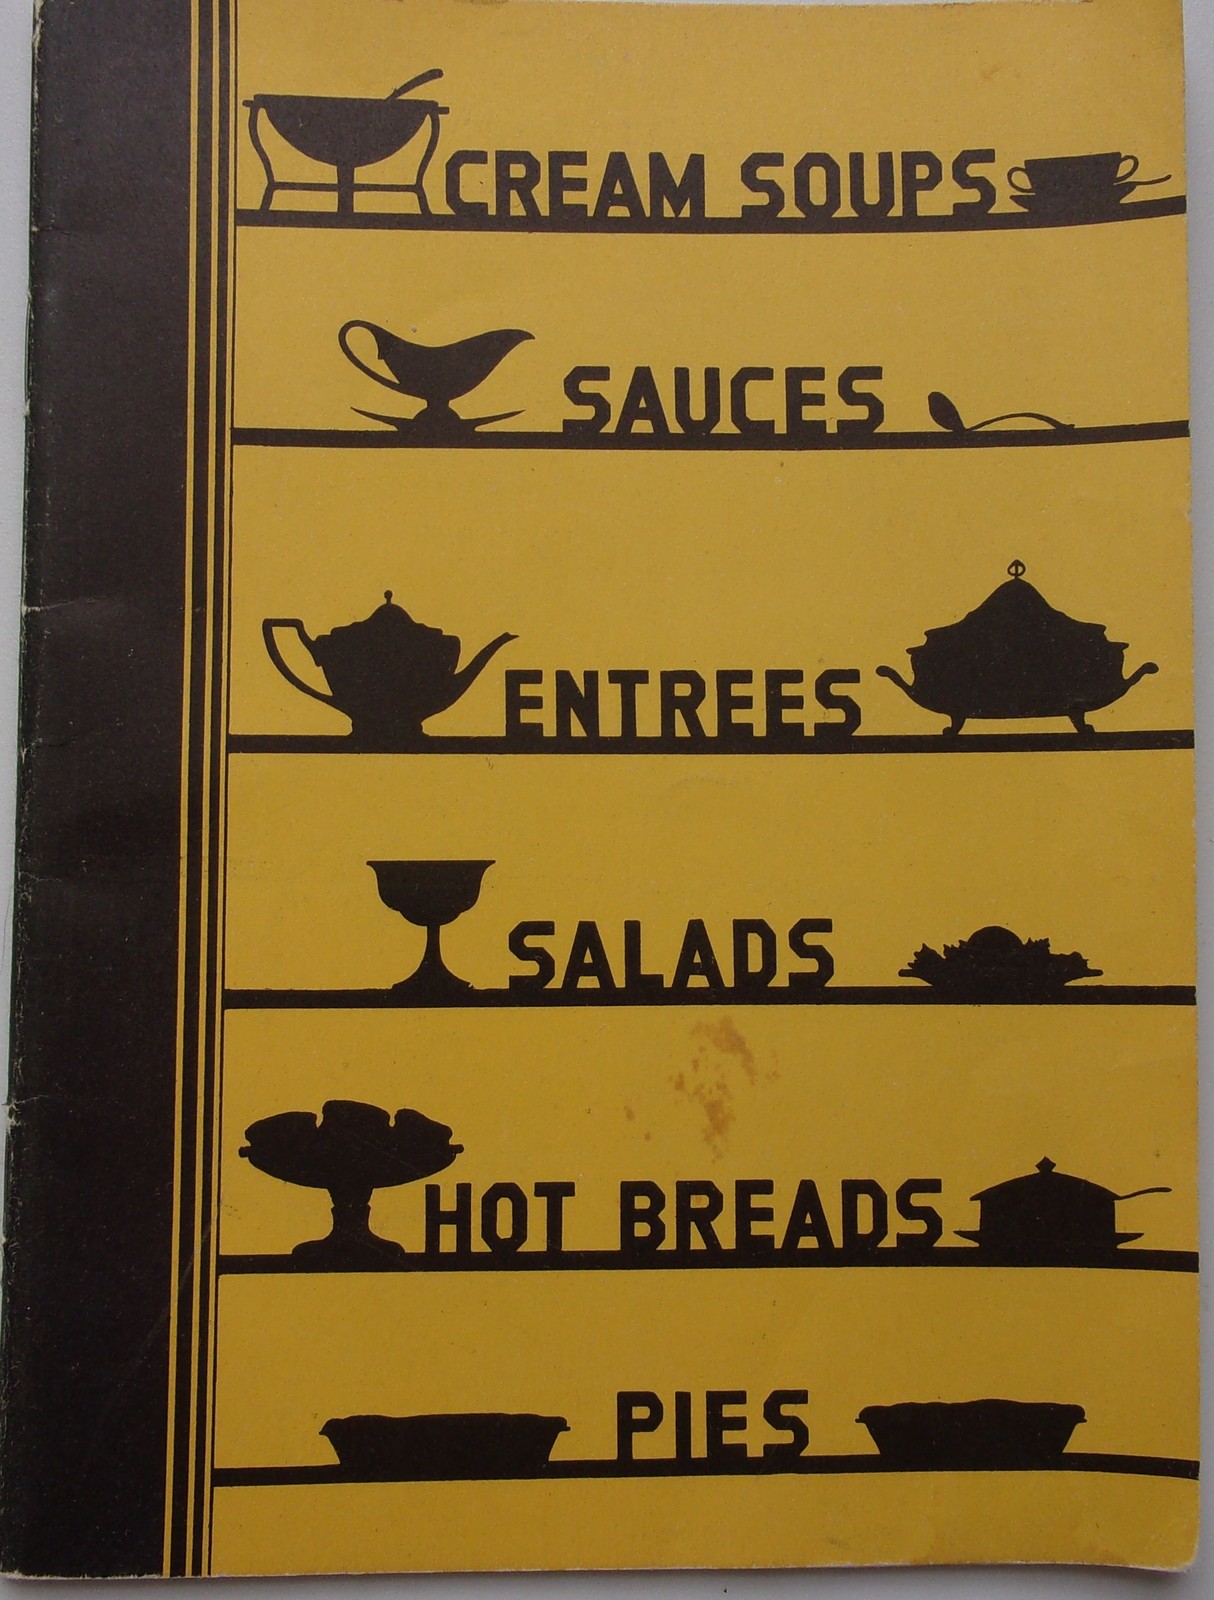 CREAM SOUPS
SAUCES
ENTREES
SALADS
HOT BREADS
PIES